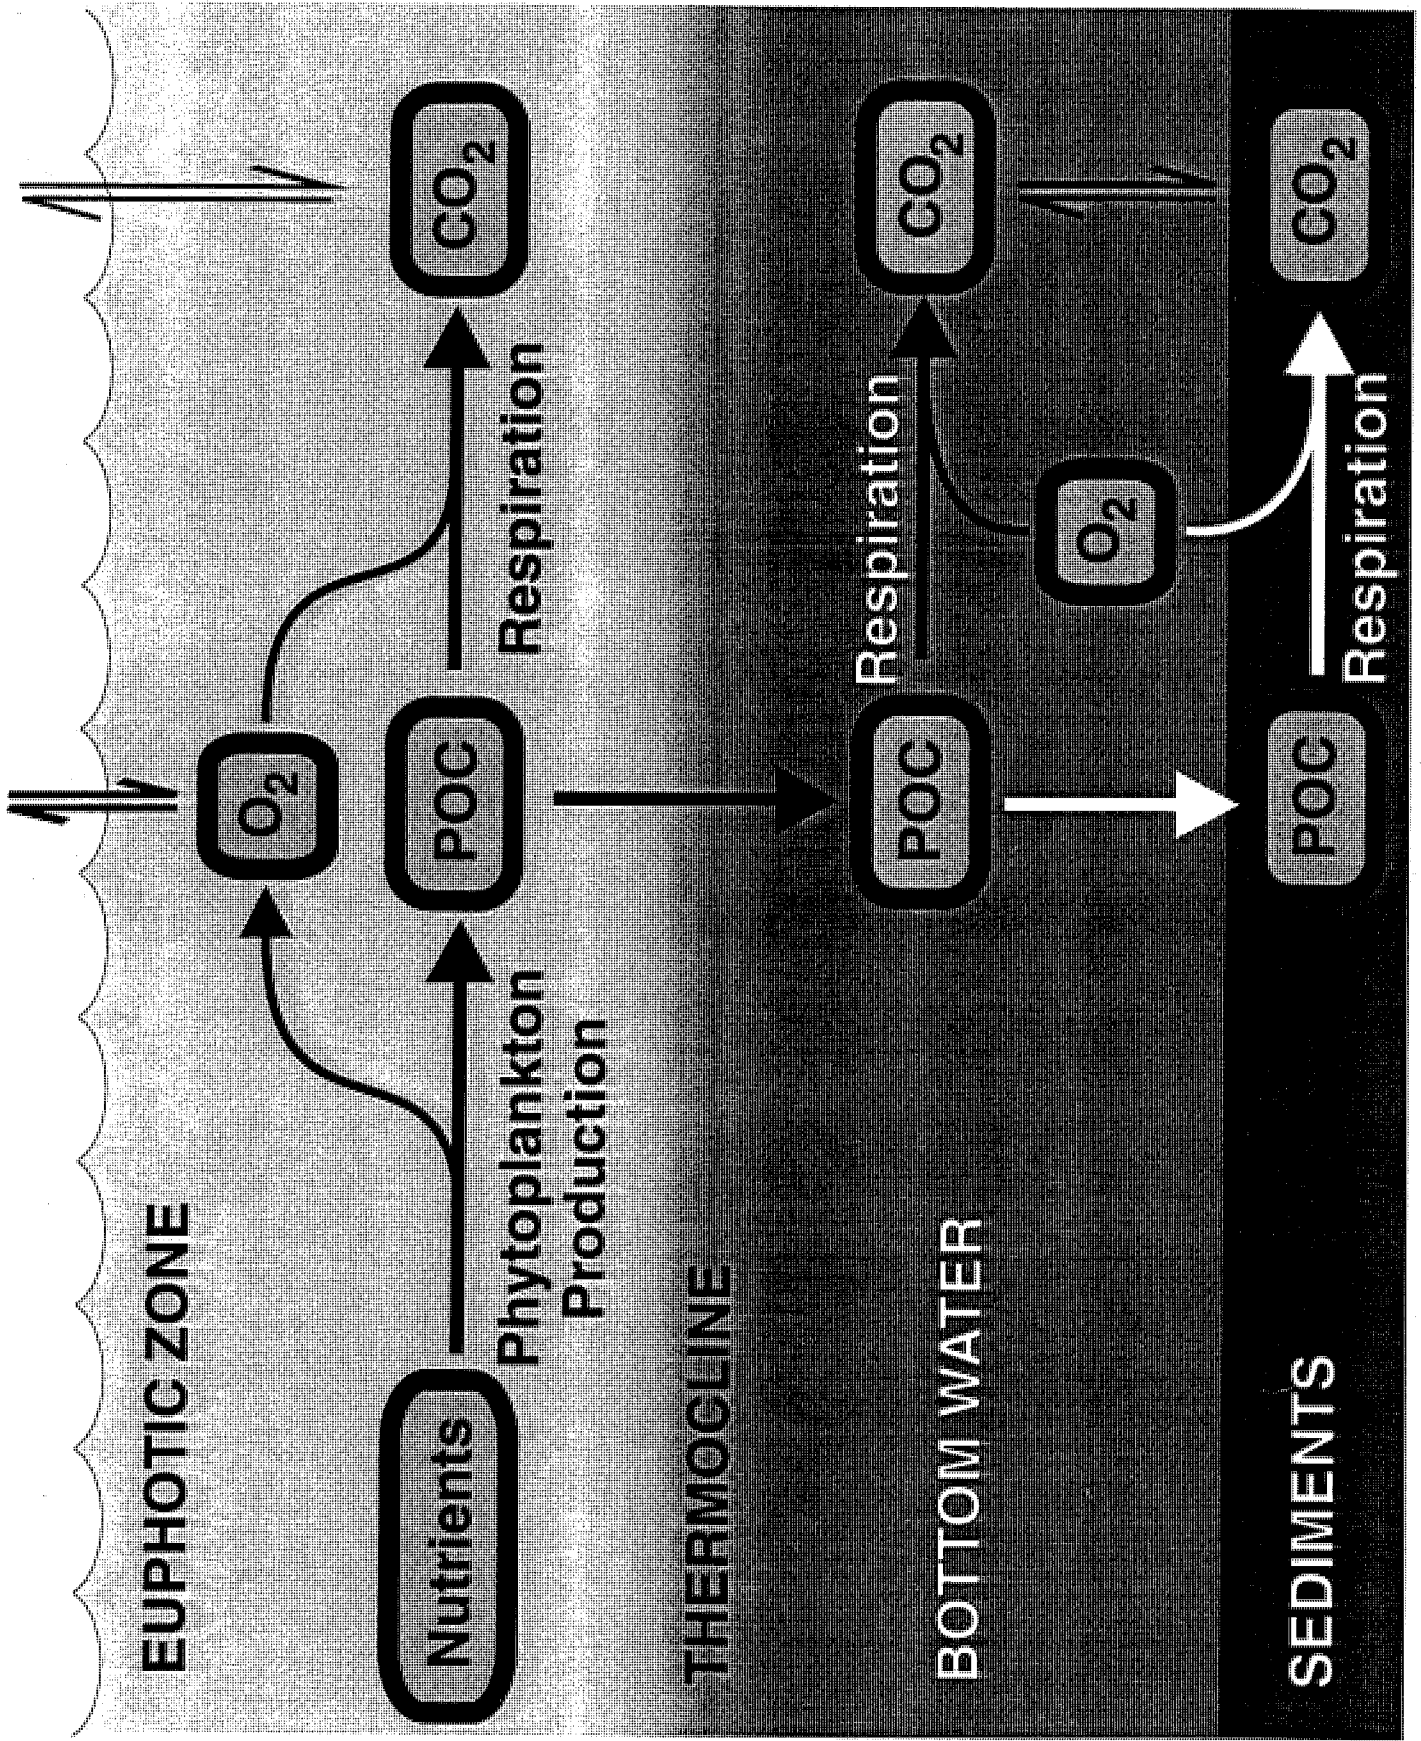 EUPHOTIC ZONE
O2
Nutrients
POC
CO2
Phytoplankton
Production
Respiration
THERMOCLINE
Respiration
BOTTOM WATER
POC
CO2
O2
SEDIMENTS
POC
CO2
Respiration